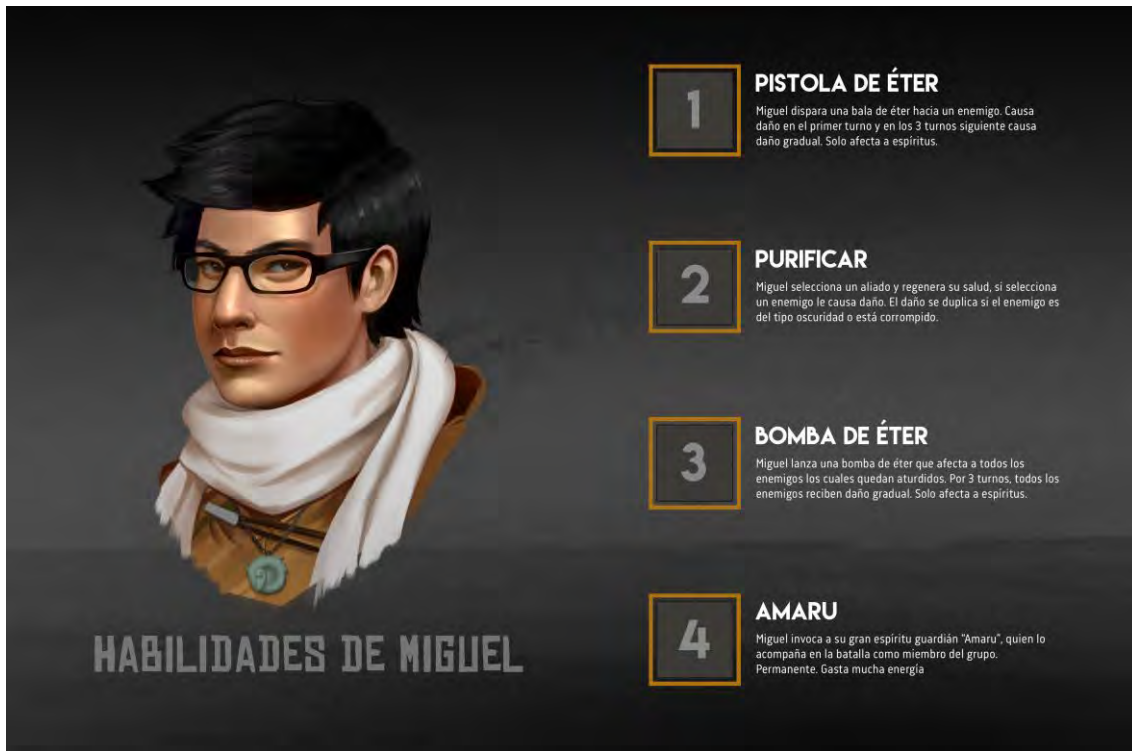 1
PISTOLA DE ÉTER
Miguel dispara una bala de éter hacia un enemigo. Causa
daño en el primer turno y en los 3 turnos siguiente causa
daño gradual. Solo afecta a espíritus.
2
PURIFICAR
Miguel selecciona un aliado y regenera su salud, si selecciona
un enemigo le causa daño. El daño se duplica si el enemigo es
del tipo oscuridad o está corrompido.
3
BOMBA DE ÉTER
Miguel lanza una bomba de éter que afecta a todos los
enemigos los cuales quedan aturdidos. Por 3 turnos, todos los
enemigos reciben daño gradual. Solo afecta a espíritus.
4
AMARU
Miguel invoca a su gran espíritu guardián "Amaru", quien lo
acompaña en la batalla como miembro del grupo.
Permanente. Gasta mucha energía
HABILIDADES DE MIGUEL